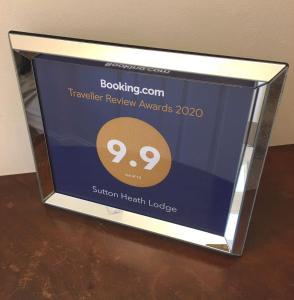 Booking.com
Traveller Review Awards 2020
9.9
Sutton Heath Lodge